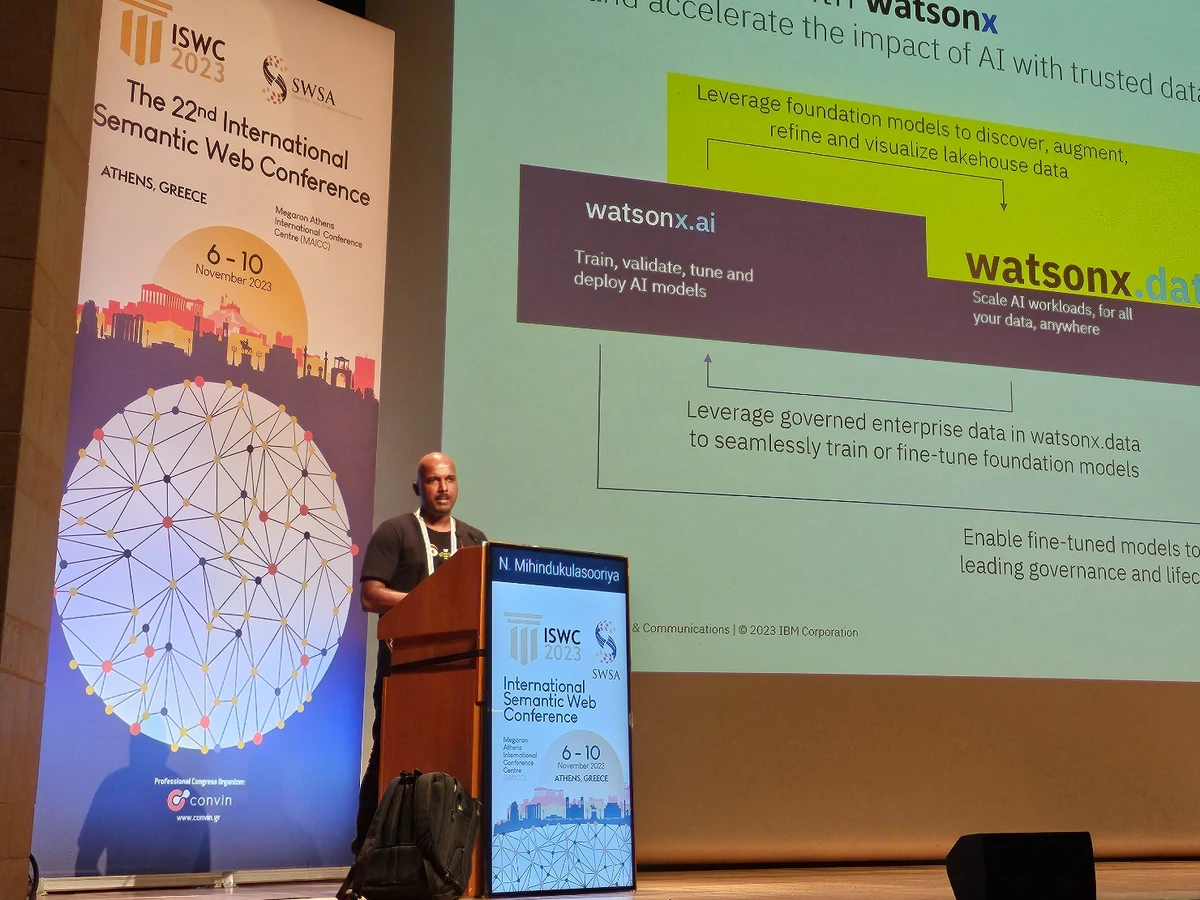 ISWC
2023
SWSA
The 22nd International
Semantic Web Conference
ATHENS, GREECE
Megaron Athens
International Conference
Centre (MAICC)
6 - 10
November 2023
Professional Congress Organizer:
convin
www.convin.gr
watsonx
and accelerate the impact of AI with trusted data
Leverage foundation models to discover, augment,
refine and visualize lakehouse data
watsonx.ai
Train, validate, tune and
deploy AI models
watsonx.dat
Scale AI workloads, for all
your data, anywhere
Leverage governed enterprise data in watsonx.data
to seamlessly train or fine-tune foundation models
Enable fine-tuned models to
leading governance and lifec
& Communications | © 2023 IBM Corporation
N. Mihindukulasooriya
ISWC
2023
SWSA
International
Semantic Web
Conference
Megaron
Athens
International
Conference
Centre
(MAICC)
6 - 10
November 2023
ATHENS, GREECE